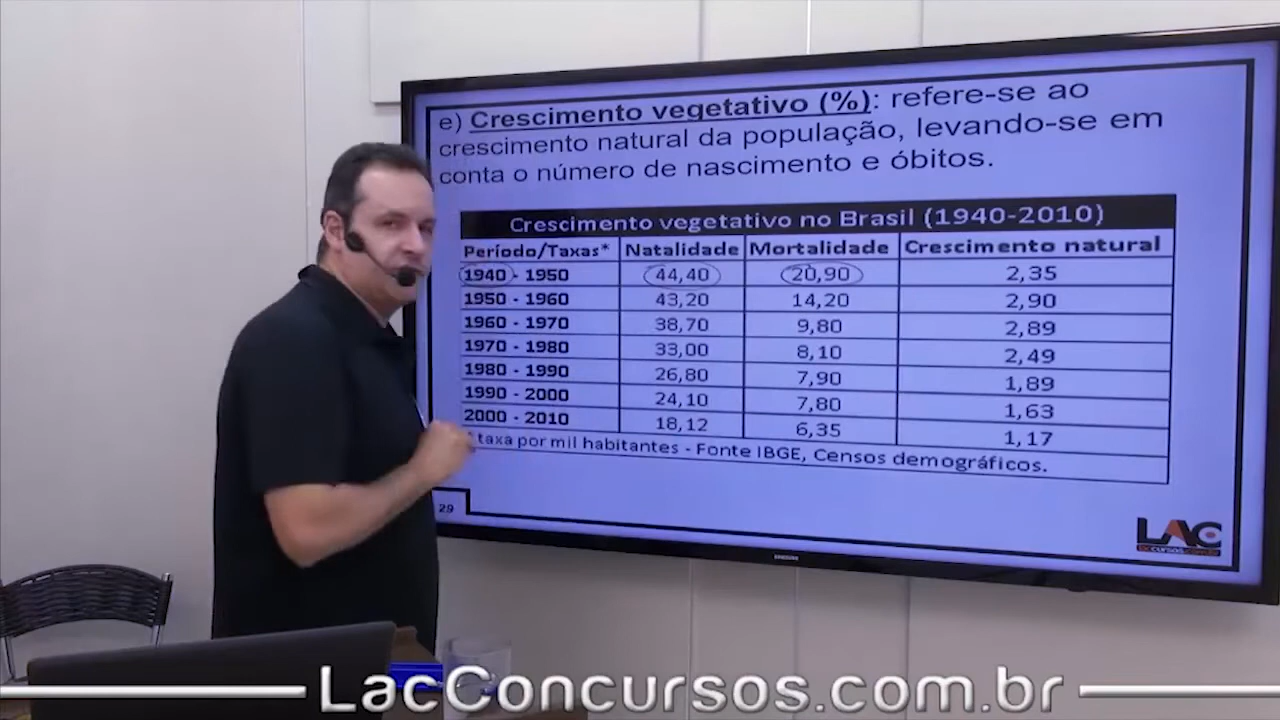 e) Crescimento vegetativo (%): refere-se ao
crescimento natural da população, levando-se em
conta o número de nascimento e óbitos.
Crescimento vegetativo no Brasil (1940-2010)
Período/Taxas* Natalidade Mortalidade Crescimento natural
1940 - 1950 44,40 20,90 2,35
1950 - 1960 43,20 14,20 2,90
1960 - 1970 38,70 9,80 2,89
1970 - 1980 33,00 8,10 2,49
1980 - 1990 26,80 7,90 1,89
1990 - 2000 24,10 7,80 1,63
2000 - 2010 18,12 6,35 1,17
* taxa por mil habitantes - Fonte IBGE, Censos demográficos.
29
LAC
SAMSUNG
LacConcursos.com.br